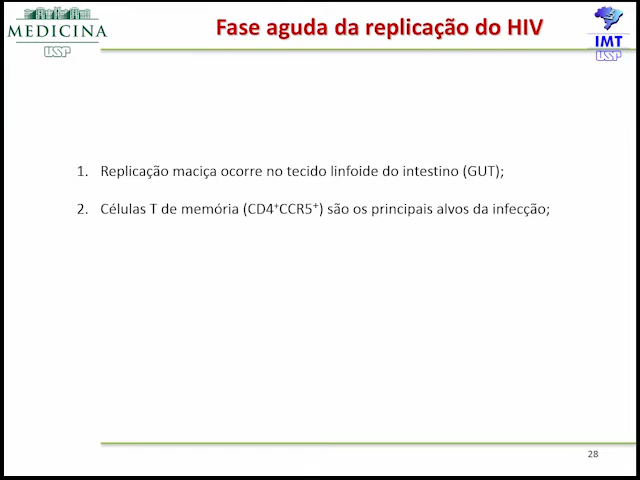 MEDICINA
USP
Fase aguda da replicação do HIV
IMT
USP
1. Replicação maciça ocorre no tecido linfoide do intestino (GUT);
2. Células T de memória (CD4⁺CCR5⁺) são os principais alvos da infecção;
28